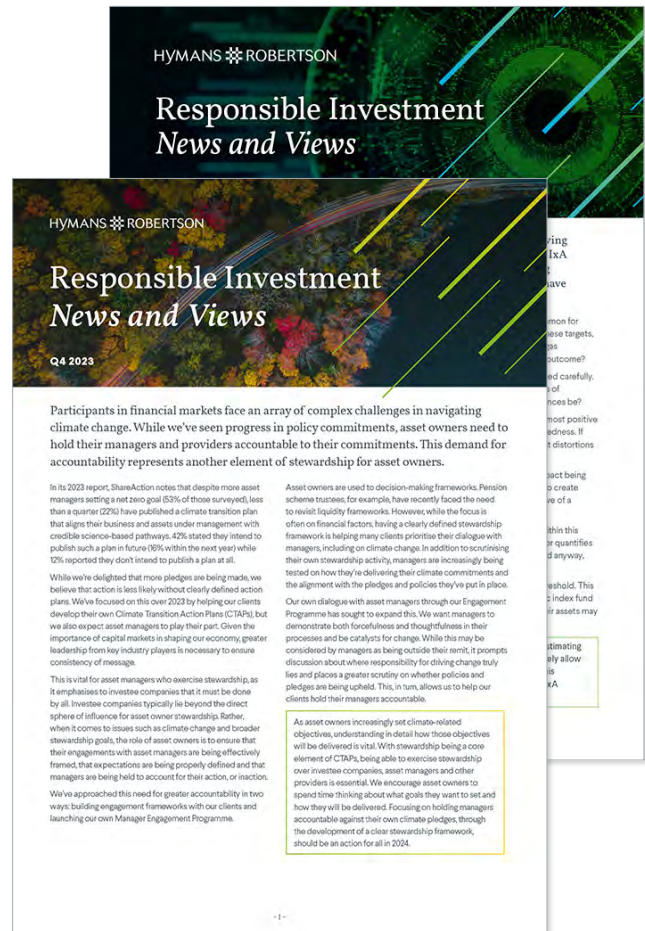 HYMANS ROBERTSON
Responsible Investment
News and Views
HYMANS ROBERTSON
Responsible Investment
News and Views
Q4 2023
Participants in financial markets face an array of complex challenges in navigating
climate change. While we've seen progress in policy commitments, asset owners need to
hold their managers and providers accountable to their commitments. This demand for
accountability represents another element of stewardship for asset owners.
In its 2023 report, ShareAction notes that despite more asset
managers setting a net zero goal (53% of those surveyed), less
than a quarter (22%) have published a climate transition plan
that aligns their business and assets under management with
credible science-based pathways. 42% stated they intend to
publish such a plan in future (16% within the next year) while
12% reported they don't intend to publish a plan at all.
While we're delighted that more pledges are being made, we
believe that action is less likely without clearly defined action
plans. We've focused on this over 2023 by helping our clients
develop their own Climate Transition Action Plans (CTAPs), but
we also expect asset managers to play their part. Given the
importance of capital markets in shaping our economy, greater
leadership from key industry players is necessary to ensure
consistency of message.
This is vital for asset managers who exercise stewardship, as
it emphasises to investee companies that it must be done
by all. Investee companies typically lie beyond the direct
sphere of influence for asset owner stewardship. Rather,
when it comes to issues such as climate change and broader
stewardship goals, the role of asset owners is to ensure that
their engagements with asset managers are being effectively
framed, that expectations are being properly defined and that
managers are being held to account for their action, or inaction.
We've approached this need for greater accountability in two
ways: building engagement frameworks with our clients and
launching our own Manager Engagement Programme.
Asset owners are used to decision-making frameworks. Pension
scheme trustees, for example, have recently faced the need
to revisit liquidity frameworks. However, while the focus is
often on financial factors, having a clearly defined stewardship
framework is helping many clients prioritise their dialogue with
managers, including on climate change. In addition to scrutinising
their own stewardship activity, managers are increasingly being
tested on how they're delivering their climate commitments and
the alignment with the pledges and policies they've put in place.
Our own dialogue with asset managers through our Engagement
Programme has sought to expand this. We want managers to
demonstrate both forcefulness and thoughtfulness in their
processes and be catalysts for change. While this may be
considered by managers as being outside their remit, it prompts
discussion about where responsibility for driving change truly
lies and places a greater scrutiny on whether policies and
pledges are being upheld. This, in turn, allows us to help our
clients hold their managers accountable.
As asset owners increasingly set climate-related
objectives, understanding in detail how those objectives
will be delivered is vital. With stewardship being a core
element of CTAPs, being able to exercise stewardship
over investee companies, asset managers and other
providers is essential. We encourage asset owners to
spend time thinking about what goals they want to set and
how they will be delivered. Focusing on holding managers
accountable against their own climate pledges, through
the development of a clear stewardship framework,
should be an action for all in 2024.
- 1 -